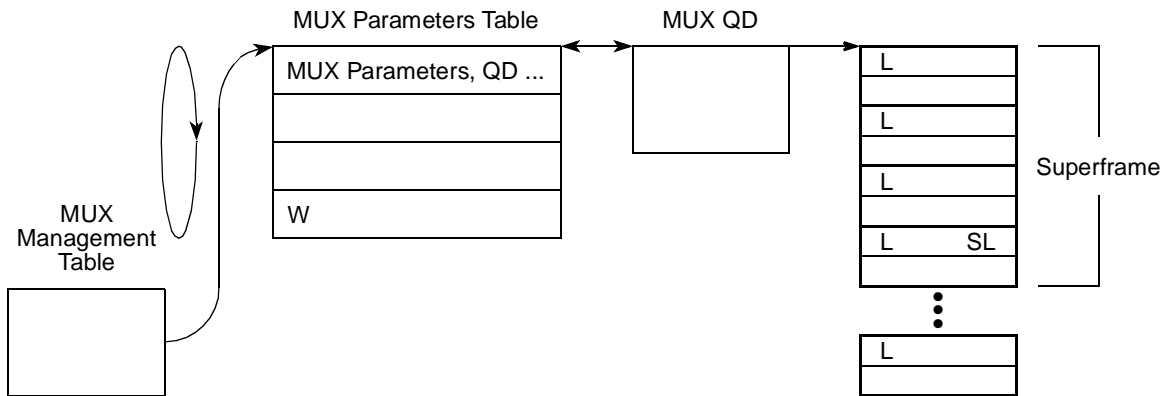 MUX Parameters Table
MUX QD
MUX Parameters, QD ...
W
MUX
Management
Table
L
L
L
L SL
L
Superframe